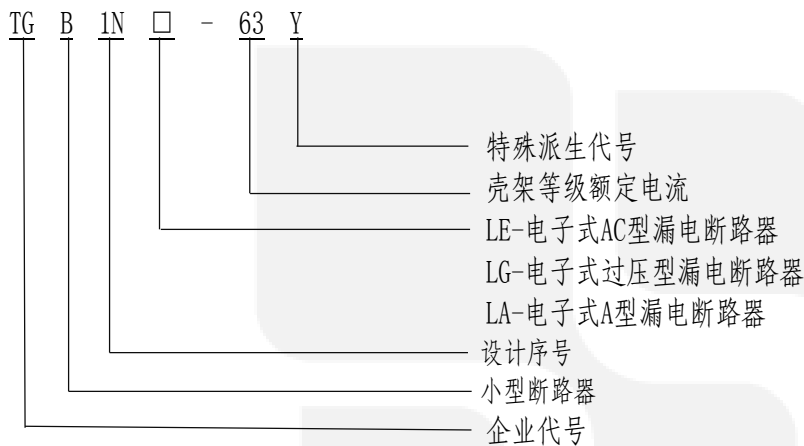 TG B 1N □ - 63 Y
特殊派生代号
壳架等级额定电流
LE-电子式AC型漏电断路器
LG-电子式过压型漏电断路器
LA-电子式A型漏电断路器
设计序号
小型断路器
企业代号